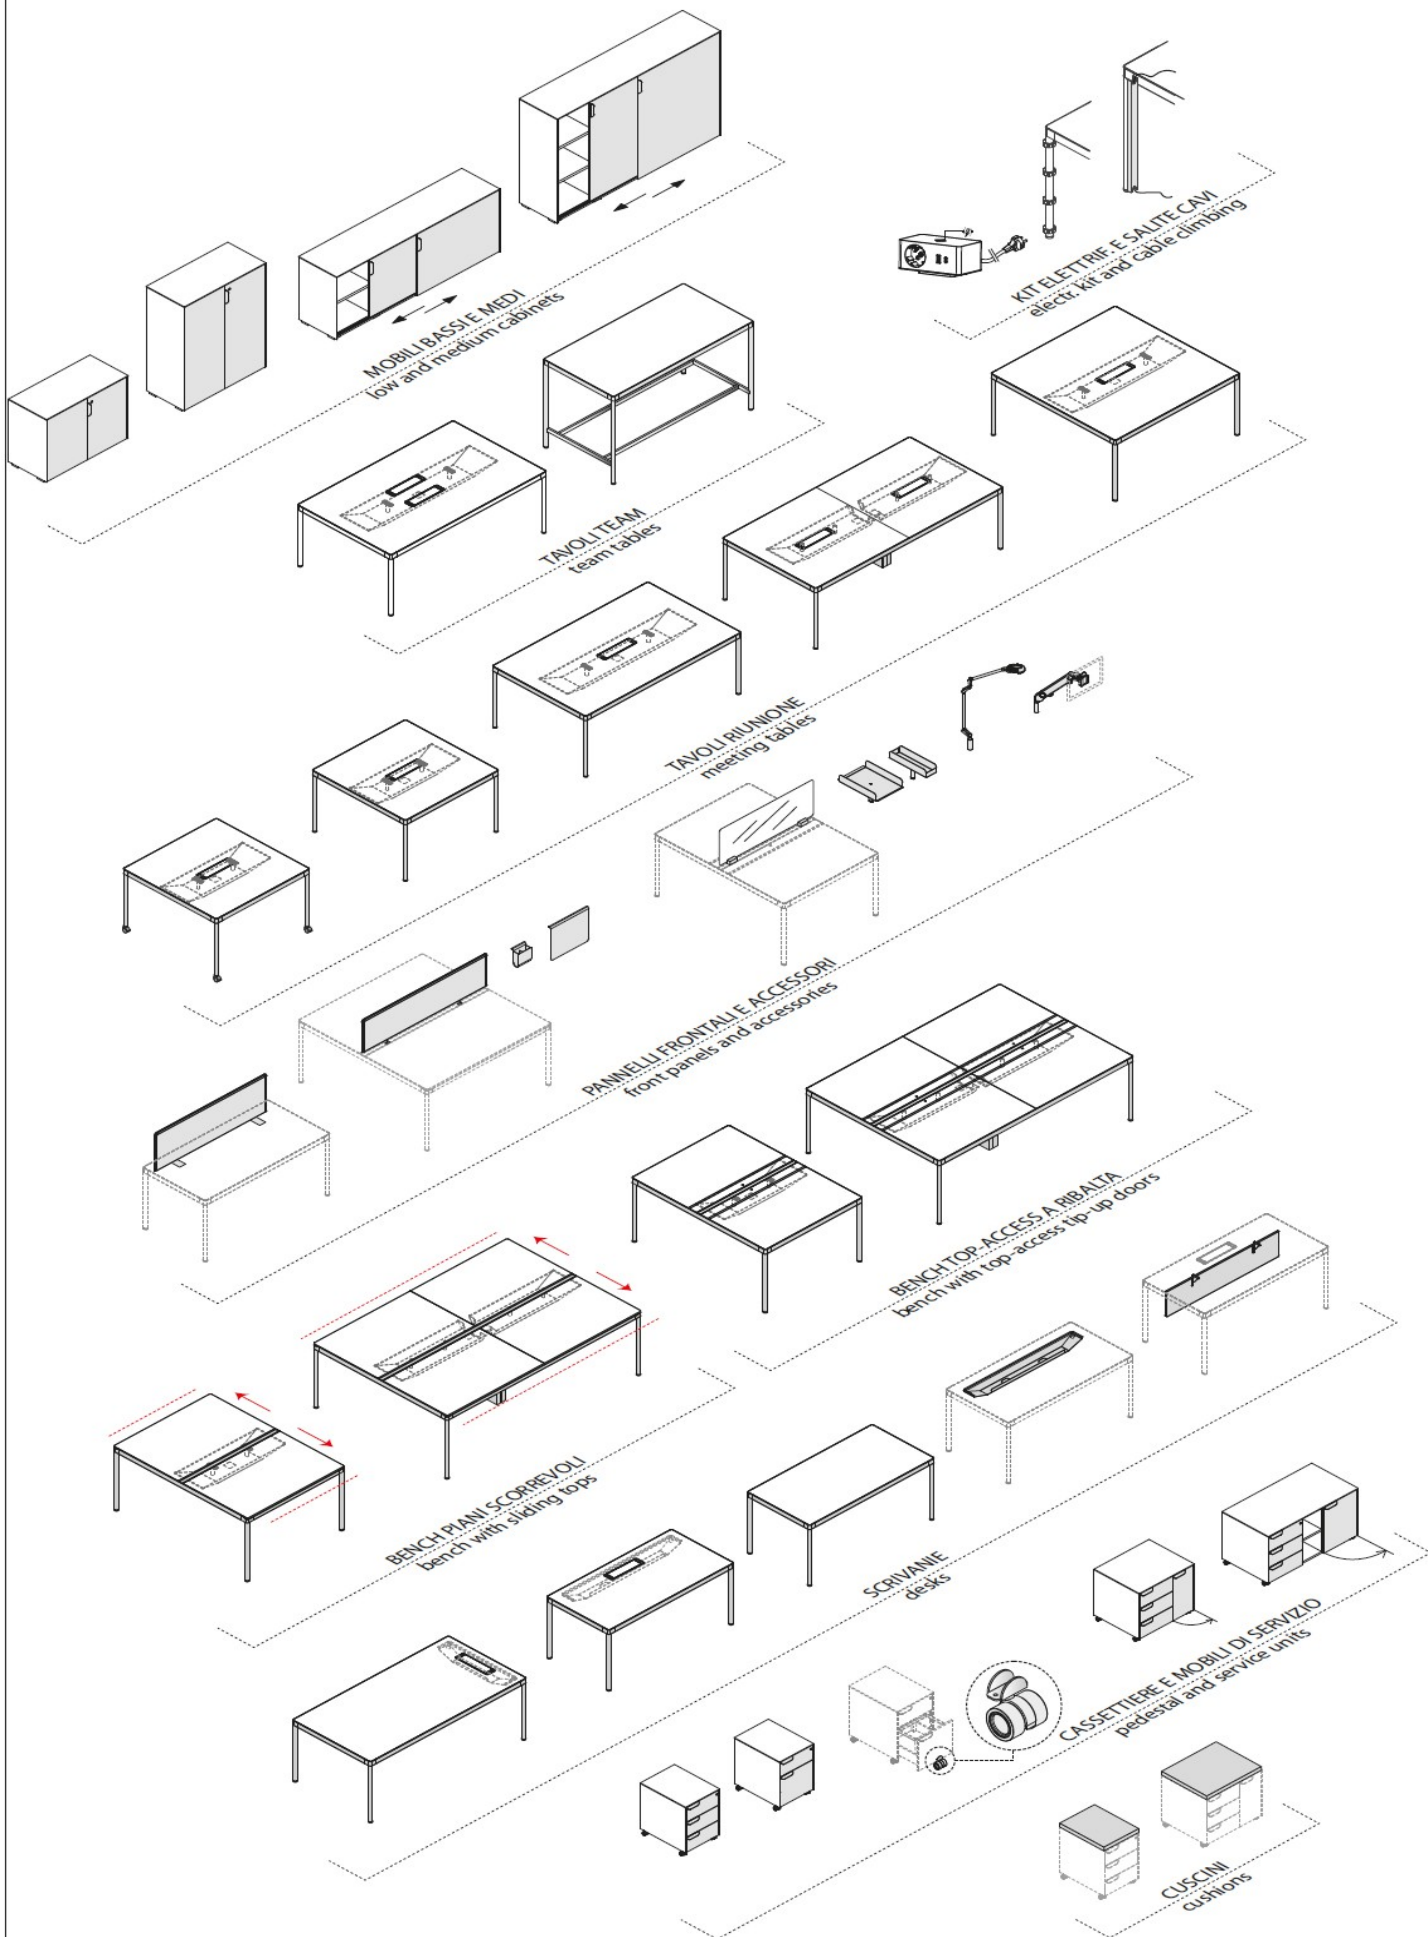 KIT ELETTRIF. E SALITE CAVI
electr. kit and cable climbing
MOBILI BASSI E MEDI
low and medium cabinets
TAVOLI TEAM
team tables
TAVOLI RIUNIONE
meeting tables
PANNELLI FRONTALI E ACCESSORI
front panels and accessories
BENCH TOP-ACCESS A RIBALTA
bench with top-access tip-up doors
BENCH PIANI SCORREVOLI
bench with sliding tops
SCRIVANIE
desks
CASSETTIERE E MOBILI DI SERVIZIO
pedestal and service units
CUSCINI
cushions